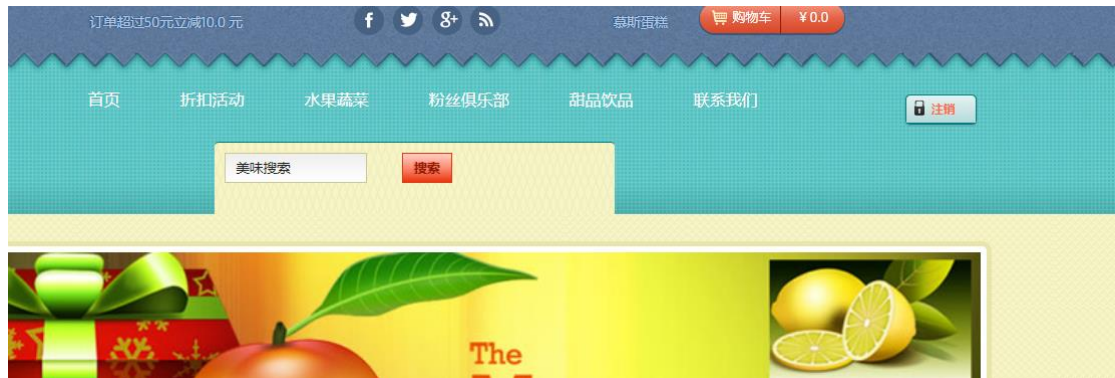 订单超过50元立减10.0 元
慕斯蛋糕
购物车 ￥0.0
首页 折扣活动 水果蔬菜 粉丝俱乐部 甜品饮品 联系我们
注销
美味搜索 搜索
The